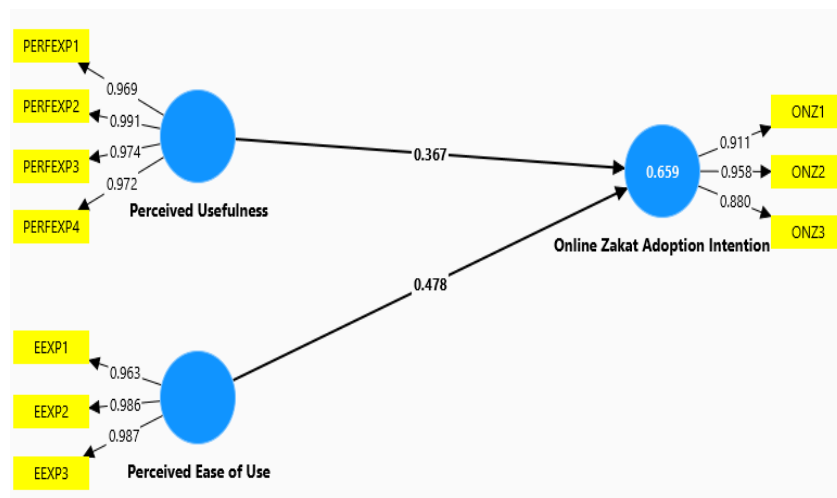 PERFEXP1
0.969
PERFEXP2
0.991
PERFEXP3
0.974
PERFEXP4
0.972
Perceived Usefulness
0.367
EEXP1
0.963
EEXP2
0.986
EEXP3
0.987
Perceived Ease of Use
0.478
0.659
Online Zakat Adoption Intention
ONZ1
0.911
ONZ2
0.958
ONZ3
0.880